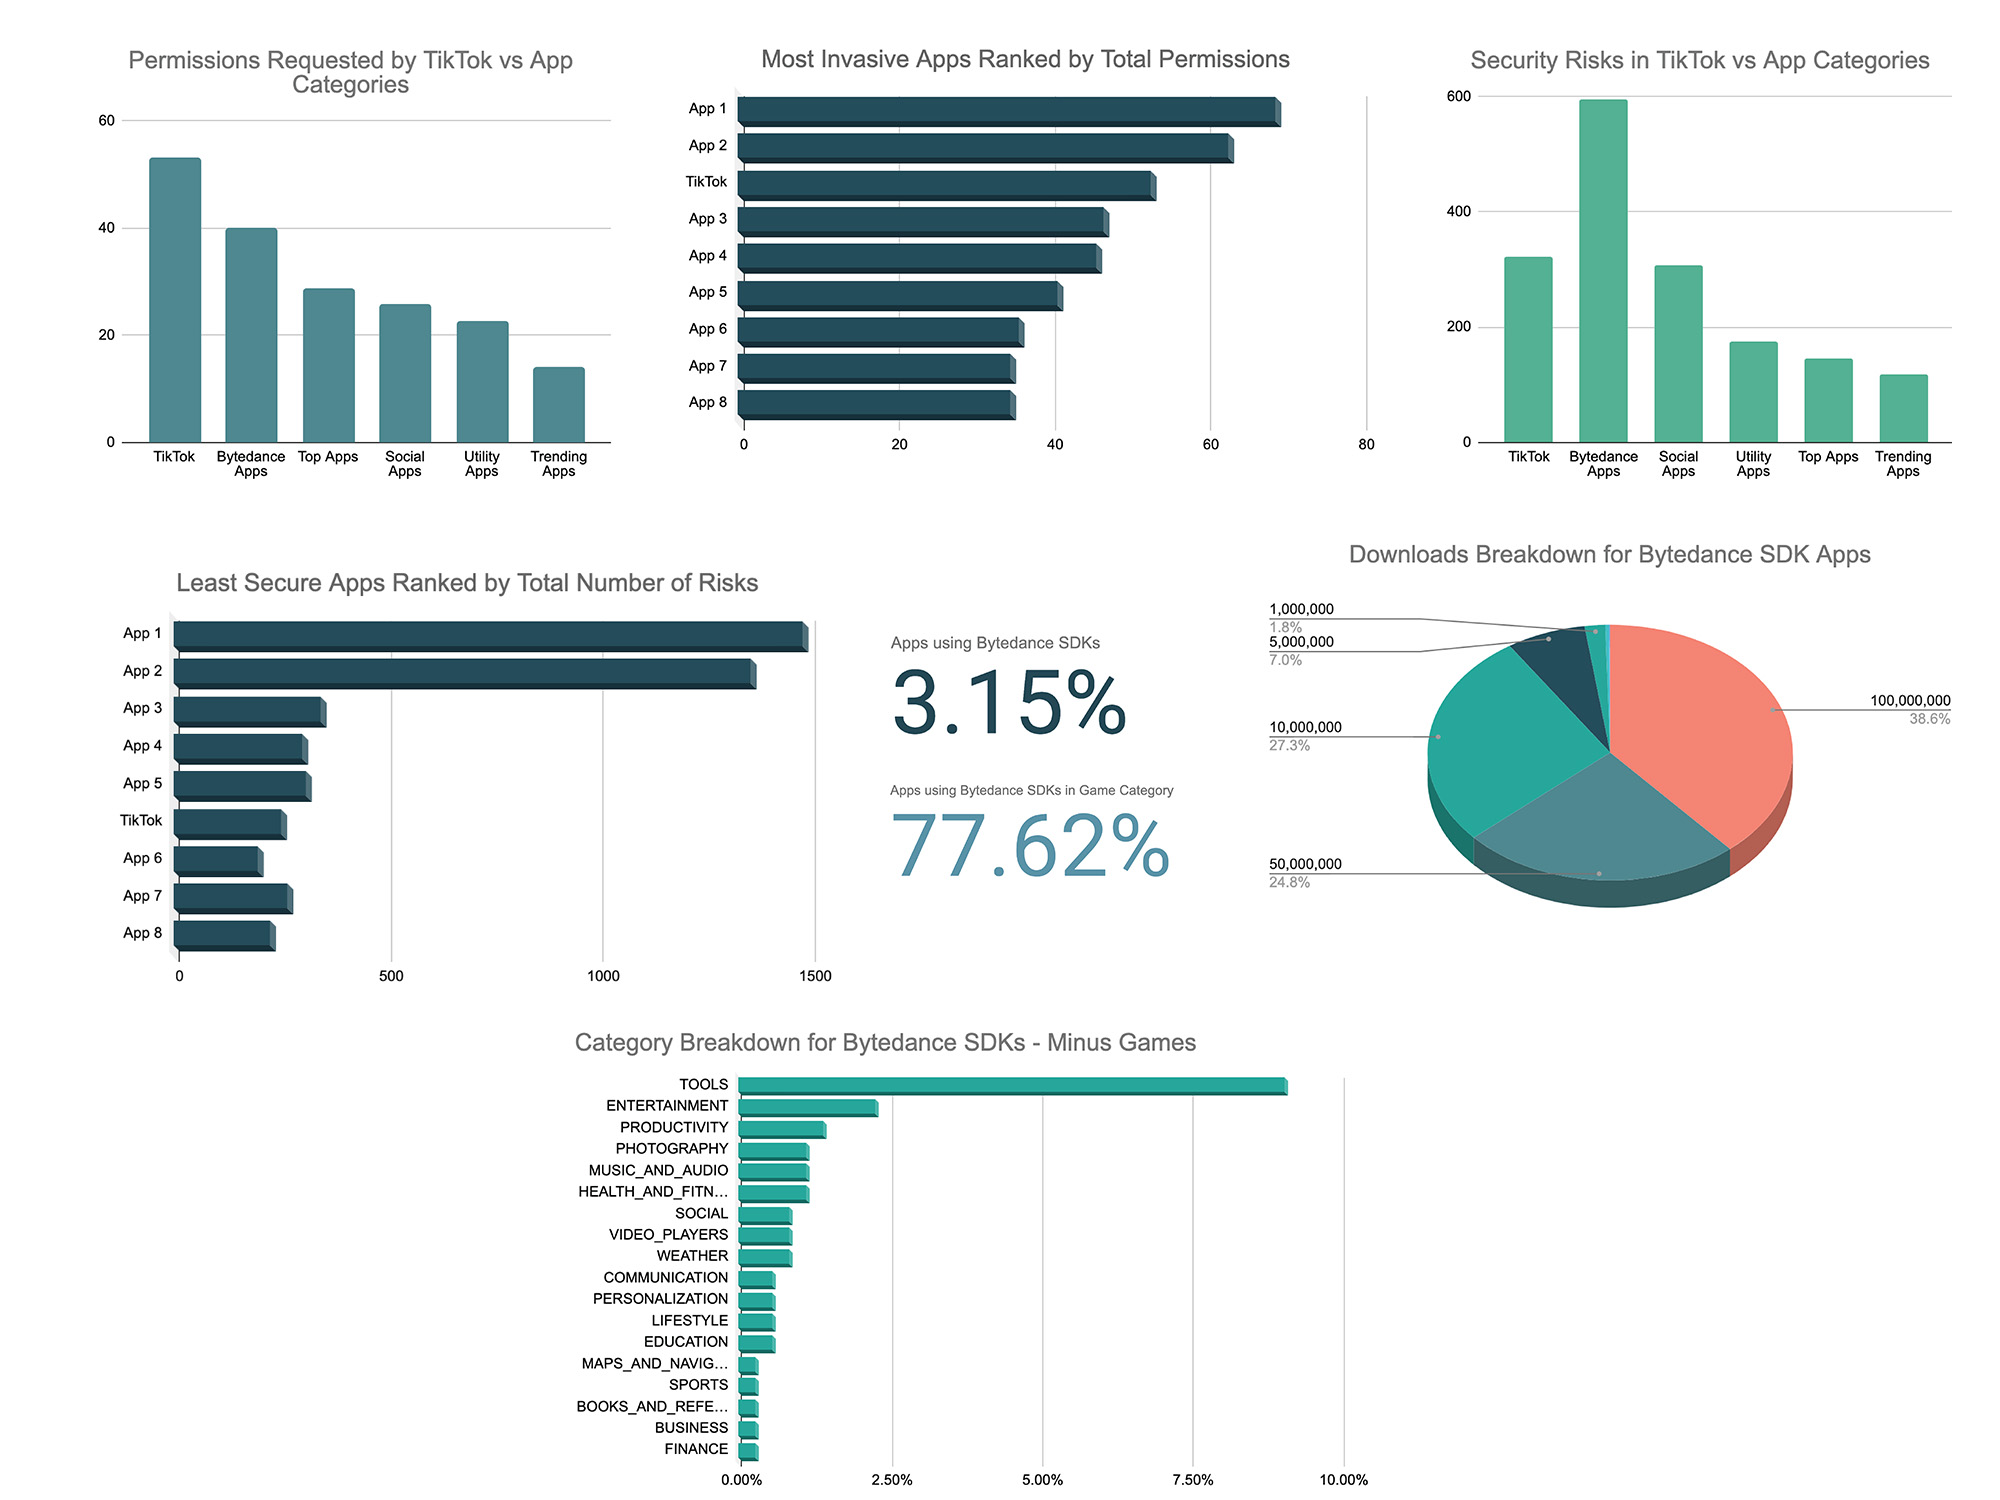 Permissions Requested by TikTok vs App
Categories
60
40
20
0
TikTok
Bytedance
Apps
Top Apps
Social
Apps
Utility
Apps
Trending
Apps
Most Invasive Apps Ranked by Total Permissions
App 1
App 2
TikTok
App 3
App 4
App 5
App 6
App 7
App 8
0
20
40
60
80
Security Risks in TikTok vs App Categories
600
400
200
0
TikTok
Bytedance
Apps
Social
Apps
Utility
Apps
Top Apps
Trending
Apps
Least Secure Apps Ranked by Total Number of Risks
App 1
App 2
App 3
App 4
App 5
TikTok
App 6
App 7
App 8
0
500
1000
1500
Apps using Bytedance SDKs
3.15%
Apps using Bytedance SDKs in Game Category
77.62%
Downloads Breakdown for Bytedance SDK Apps
1,000,000
1.8%
5,000,000
7.0%
10,000,000
27.3%
50,000,000
24.8%
100,000,000
38.6%
Category Breakdown for Bytedance SDKs - Minus Games
TOOLS
ENTERTAINMENT
PRODUCTIVITY
PHOTOGRAPHY
MUSIC_AND_AUDIO
HEALTH_AND_FITN...
SOCIAL
VIDEO_PLAYERS
WEATHER
COMMUNICATION
PERSONALIZATION
LIFESTYLE
EDUCATION
MAPS_AND_NAVIG...
SPORTS
BOOKS_AND_REFE...
BUSINESS
FINANCE
0.00%
2.50%
5.00%
7.50%
10.00%